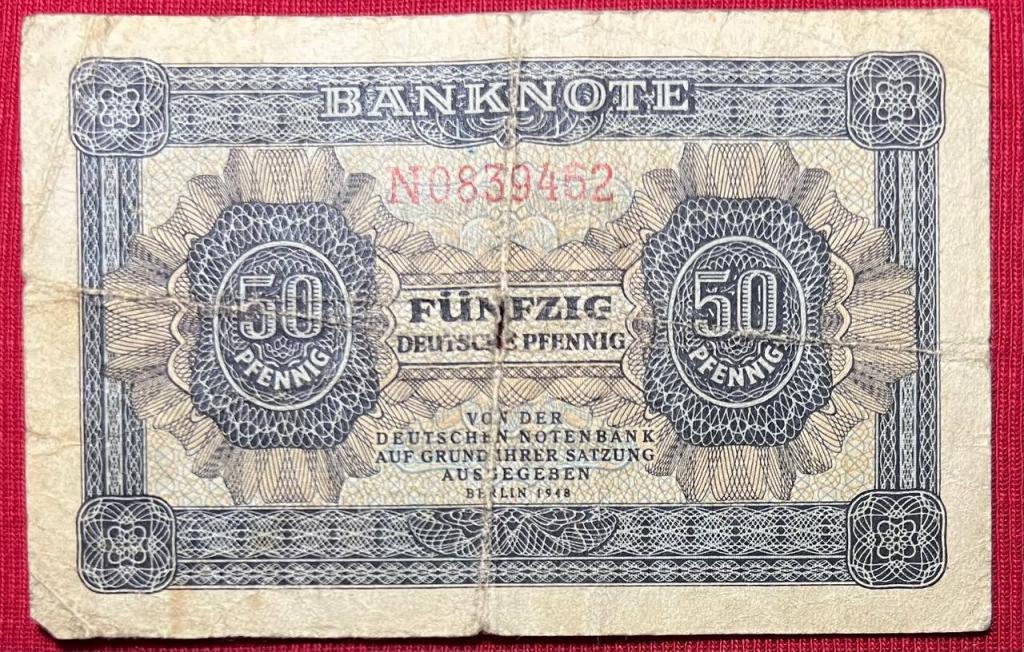 BANKNOTE
N0839462
50 PFENNIG
FÜNFZIG
DEUTSCHE PFENNIG
50 PFENNIG
VON DER
DEUTSCHEN NOTENBANK
AUF GRUND IHRER SATZUNG
AUSGEGEBEN
BERLIN 1948